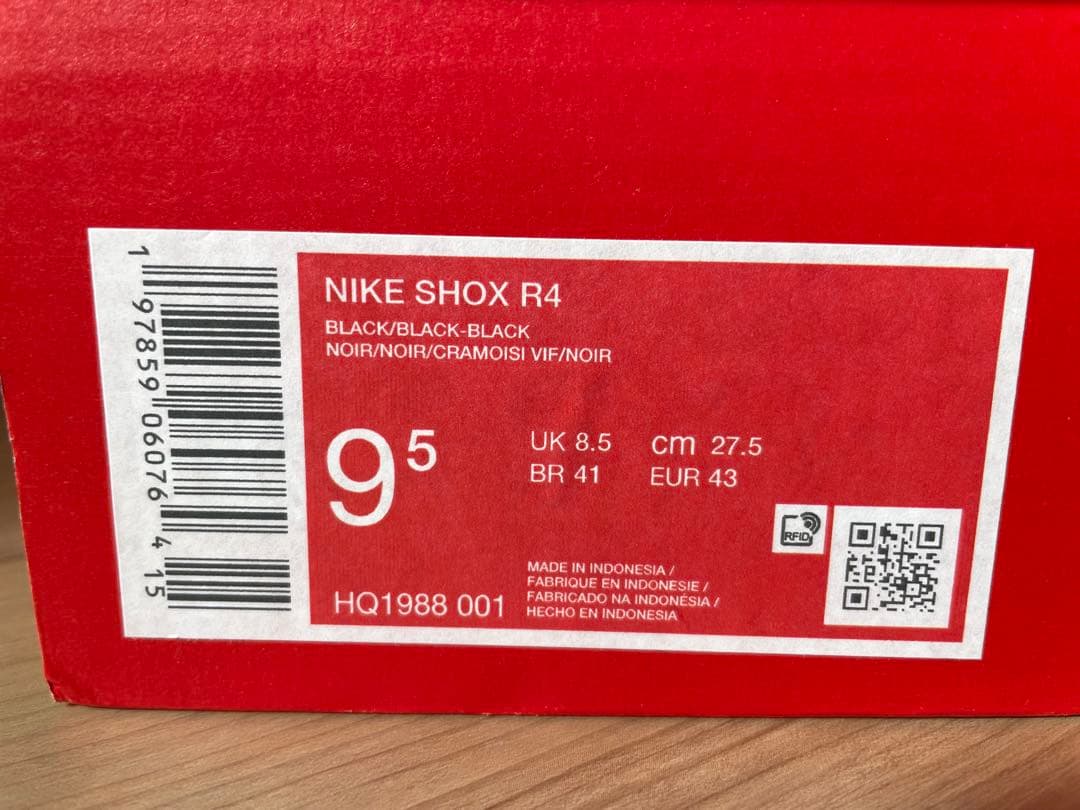 1 97859 06076 4 15
NIKE SHOX R4
BLACK/BLACK-BLACK
NOIR/NOIR/CRAMOISI VIF/NOIR
9⁵
UK 8.5 cm 27.5
BR 41 EUR 43
RFID
MADE IN INDONESIA /
FABRIQUE EN INDONESIE /
FABRICADO NA INDONÉSIA /
HECHO EN INDONESIA
HQ1988 001